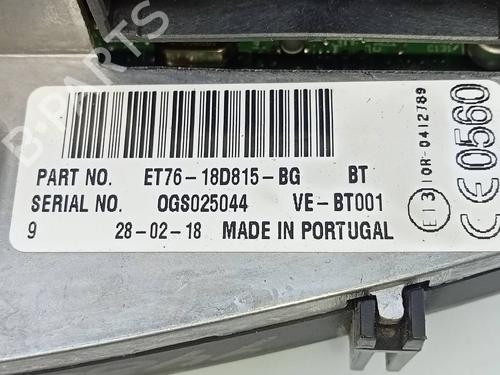 PART NO. ET76-18D815-BG BT
SERIAL NO. OGS025044 VE-BT001
9 28-02-18 MADE IN PORTUGAL
E13 10R-0412789
CE0560
B-PARTS